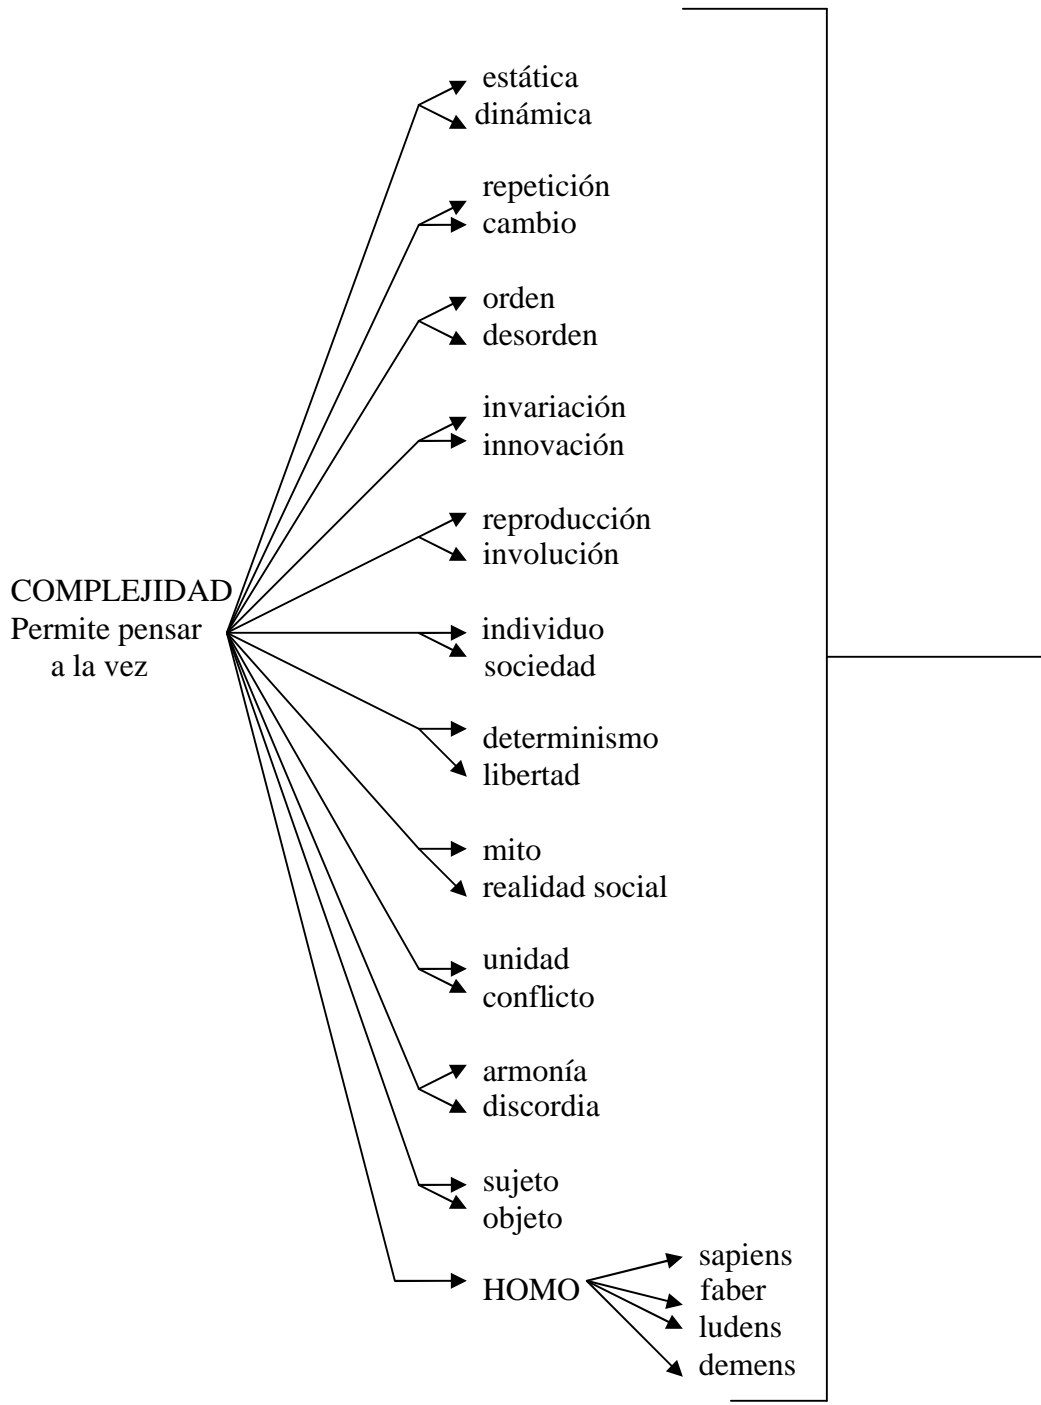 estática
dinámica
repetición
cambio
orden
desorden
invariación
innovación
reproducción
involución
COMPLEJIDAD
Permite pensar
a la vez
individuo
sociedad
determinismo
libertad
mito
realidad social
unidad
conflicto
armonía
discordia
sujeto
objeto
HOMO
sapiens
faber
ludens
demens